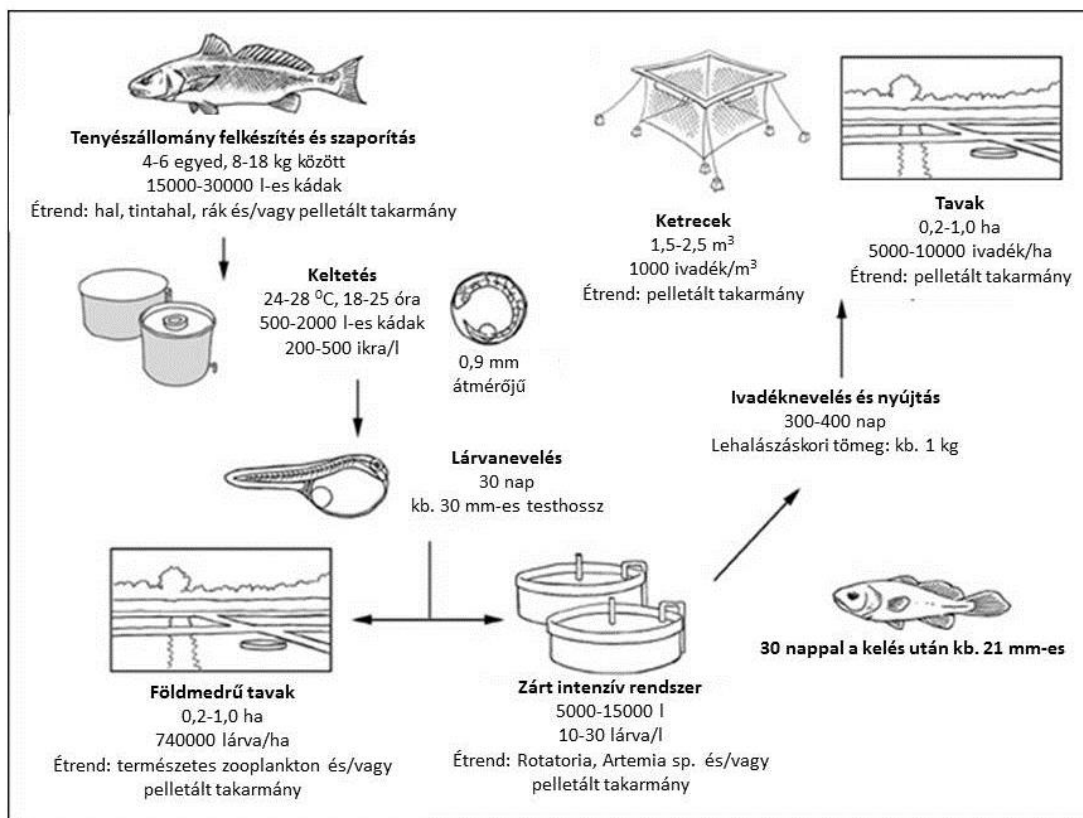 Tenyészállomány felkészítés és szaporítás
4-6 egyed, 8-18 kg között
15000-30000 l-es kádak
Étrend: hal, tintahal, rák és/vagy pelletált takarmány
Keltetés
24-28 ⁰C, 18-25 óra
500-2000 l-es kádak
200-500 ikra/l
0,9 mm
átmérőjű
Lárvanevelés
30 nap
kb. 30 mm-es testhossz
Földmedrű tavak
0,2-1,0 ha
740000 lárva/ha
Étrend: természetes zooplankton és/vagy
pelletált takarmány
Zárt intenzív rendszer
5000-15000 l
10-30 lárva/l
Étrend: Rotatoria, Artemia sp. és/vagy
pelletált takarmány
30 nappal a kelés után kb. 21 mm-es
Ivadéknevelés és nyújtás
300-400 nap
Lehalászáskori tömeg: kb. 1 kg
Ketrecek
1,5-2,5 m³
1000 ivadék/m³
Étrend: pelletált takarmány
Tavak
0,2-1,0 ha
5000-10000 ivadék/ha
Étrend: pelletált takarmány